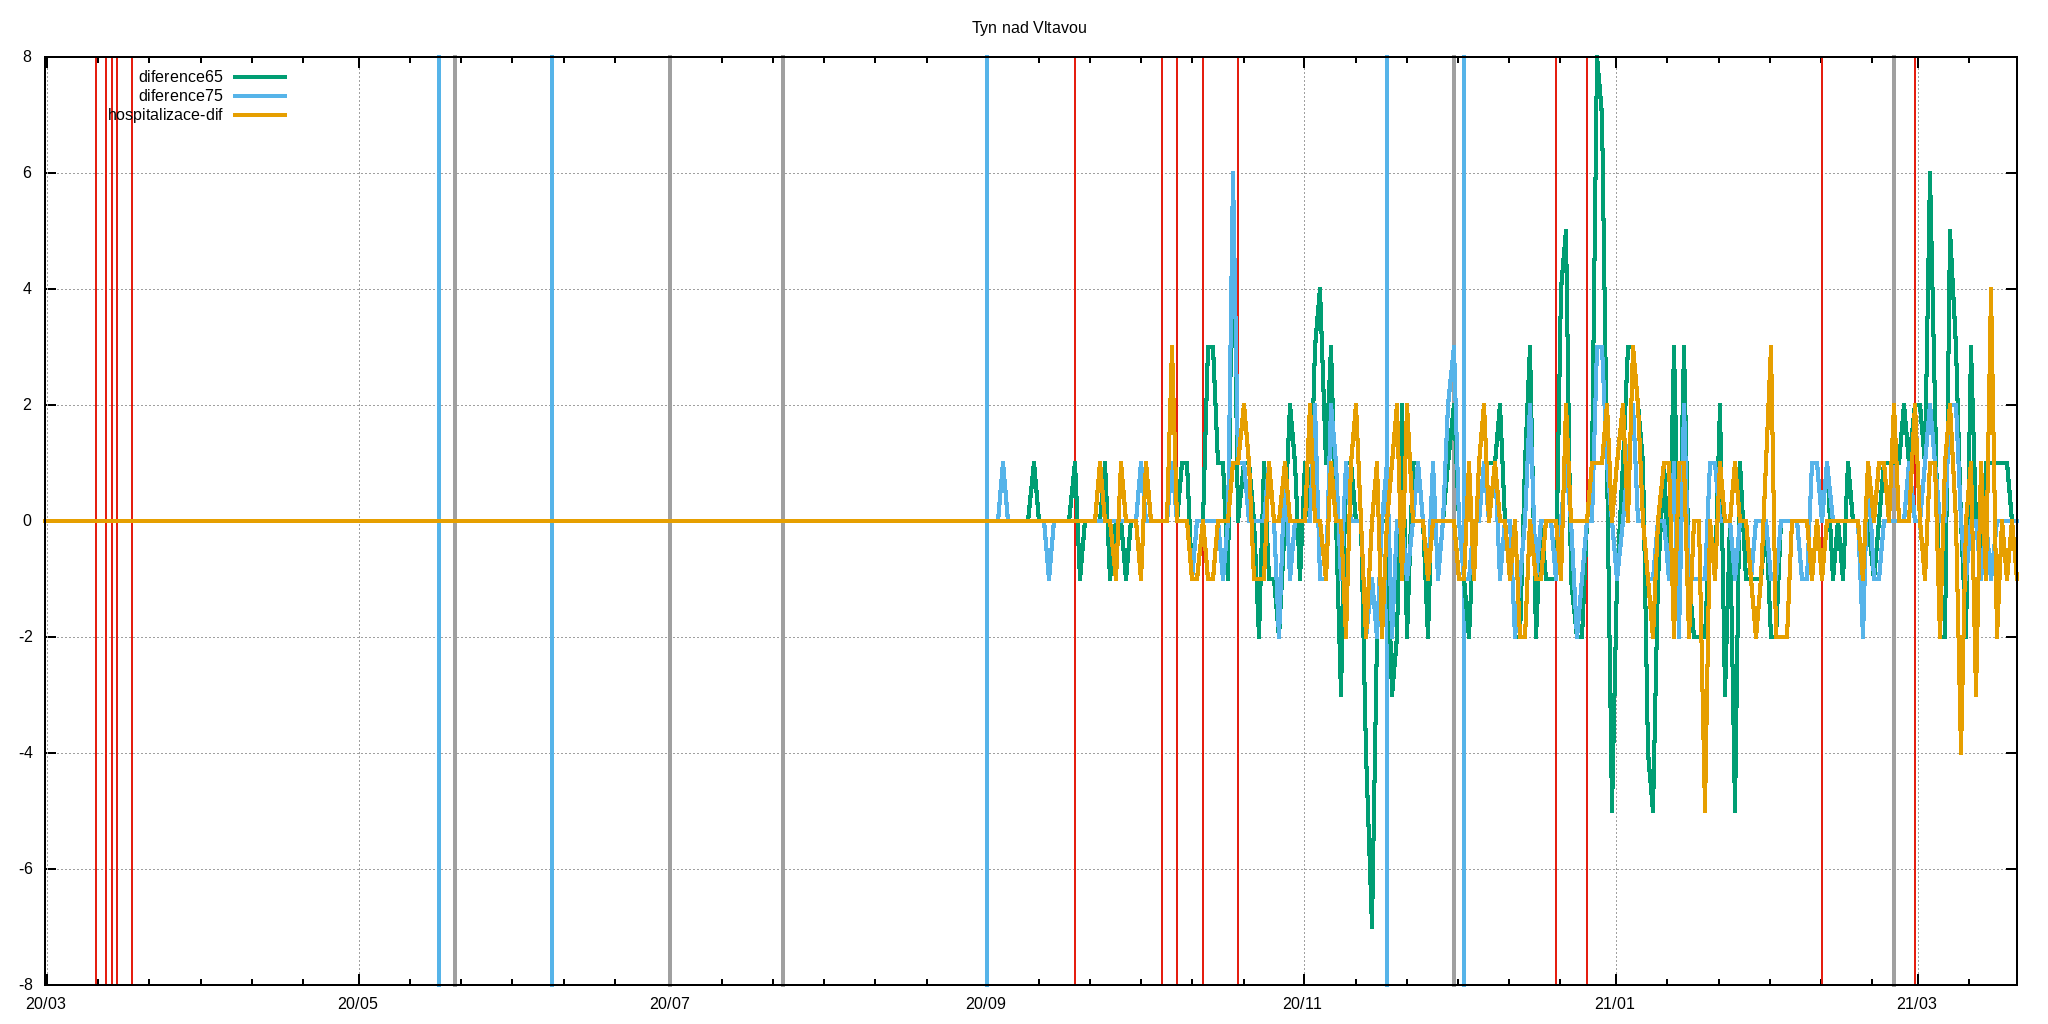 Tyn nad Vltavou
diference65
diference75
hospitalizace-dif
8
6
4
2
0
-2
-4
-6
-8
20/03 20/05 20/07 20/09 20/11 21/01 21/03